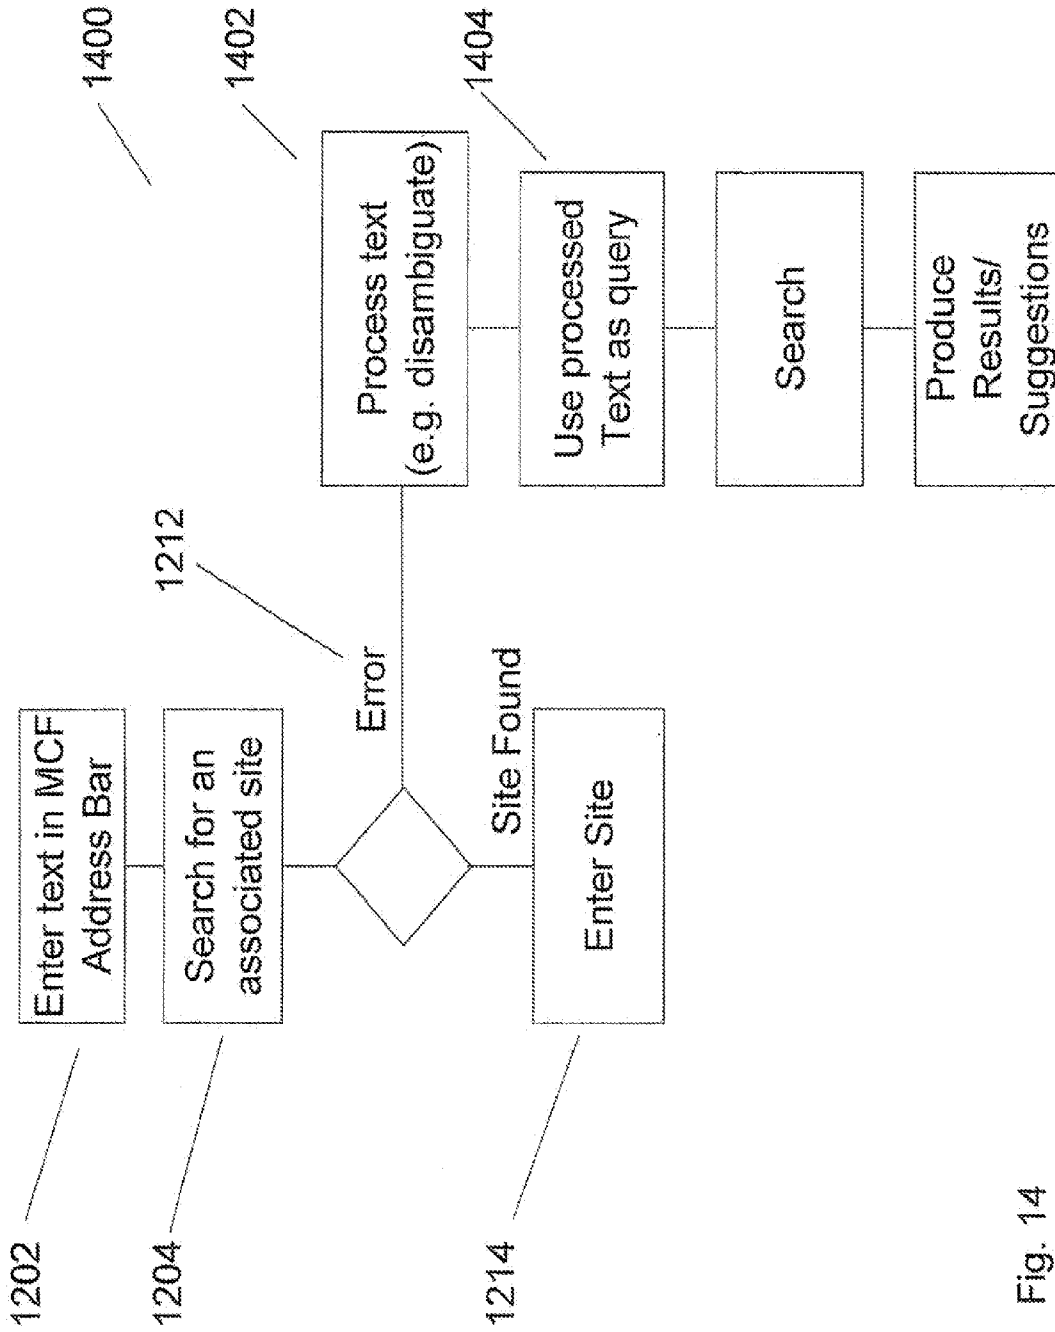 1400
1202
Enter text in MCF
Address Bar
1204
Search for an
associated site
1212
Error
1402
Process text
(e.g. disambiguate)
1404
Use processed
Text as query
Search
Produce
Results/
Suggestions
Site Found
1214
Enter Site
Fig. 14